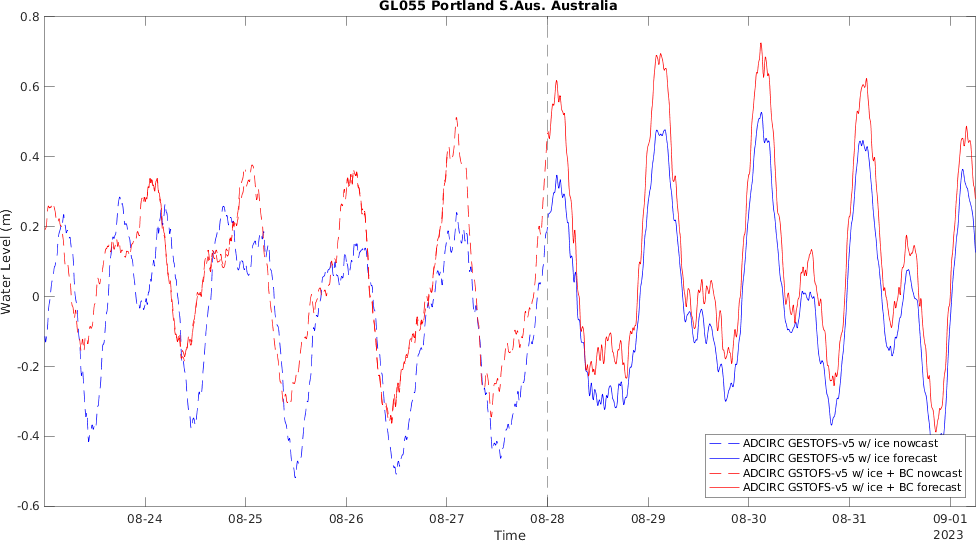 GL055 Portland S.Aus. Australia
0.8
0.6
0.4
0.2
0
-0.2
-0.4
-0.6
Water Level (m)
ADCIRC GESTOFS-v5 w/ ice nowcast
ADCIRC GESTOFS-v5 w/ ice forecast
ADCIRC GSTOFS-v5 w/ ice + BC nowcast
ADCIRC GSTOFS-v5 w/ ice + BC forecast
08-24 08-25 08-26 08-27 08-28 08-29 08-30 08-31 09-01
Time 2023